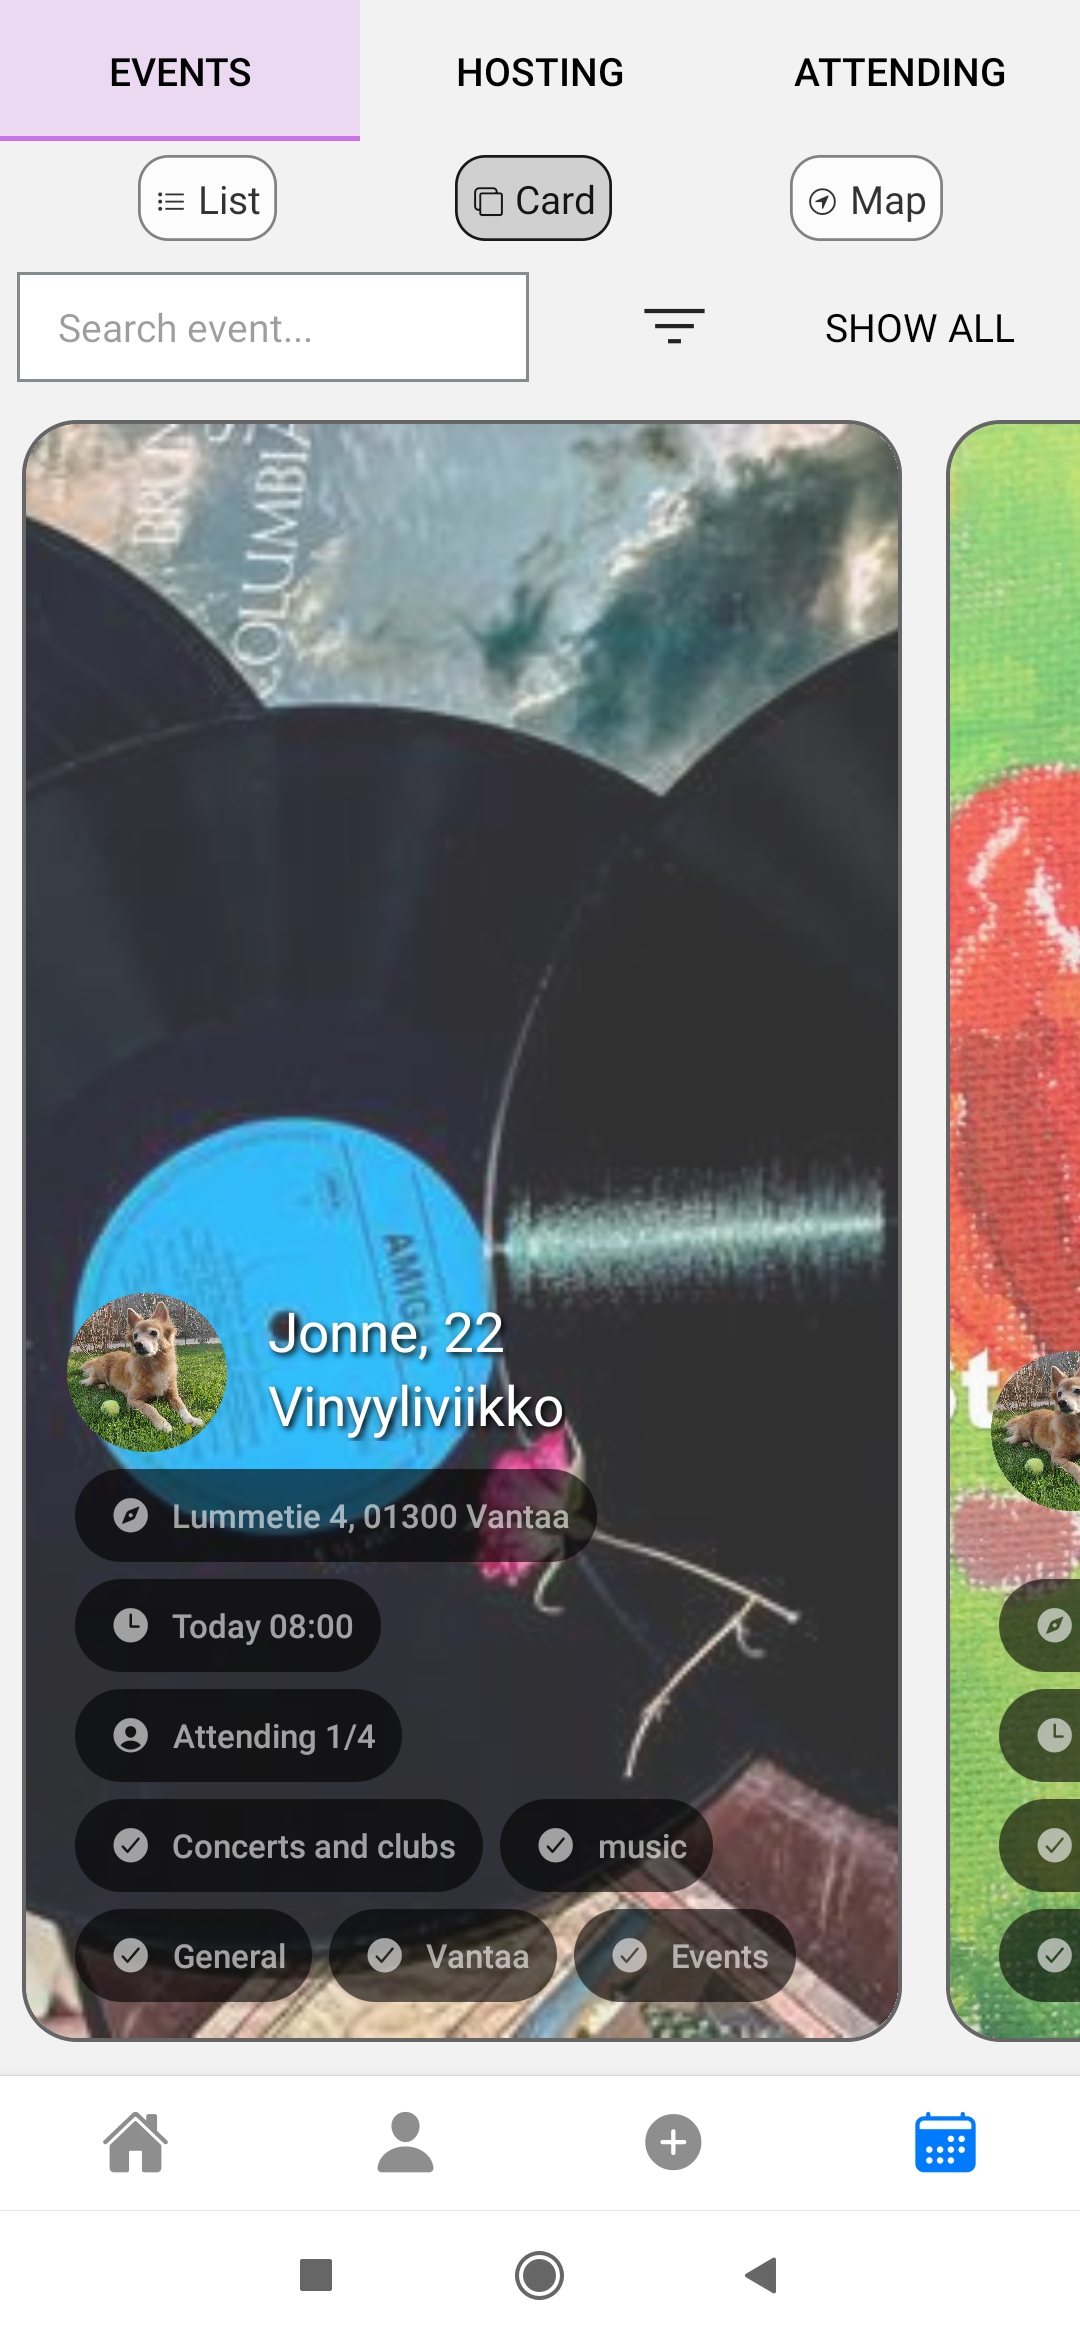 EVENTS HOSTING ATTENDING
List Card Map
Search event... SHOW ALL
BRUN
COLUMBIA
AMIG
Jonne, 22
Vinyyliviikko
Lummetie 4, 01300 Vantaa
Today 08:00
Attending 1/4
Concerts and clubs music
General Vantaa Events